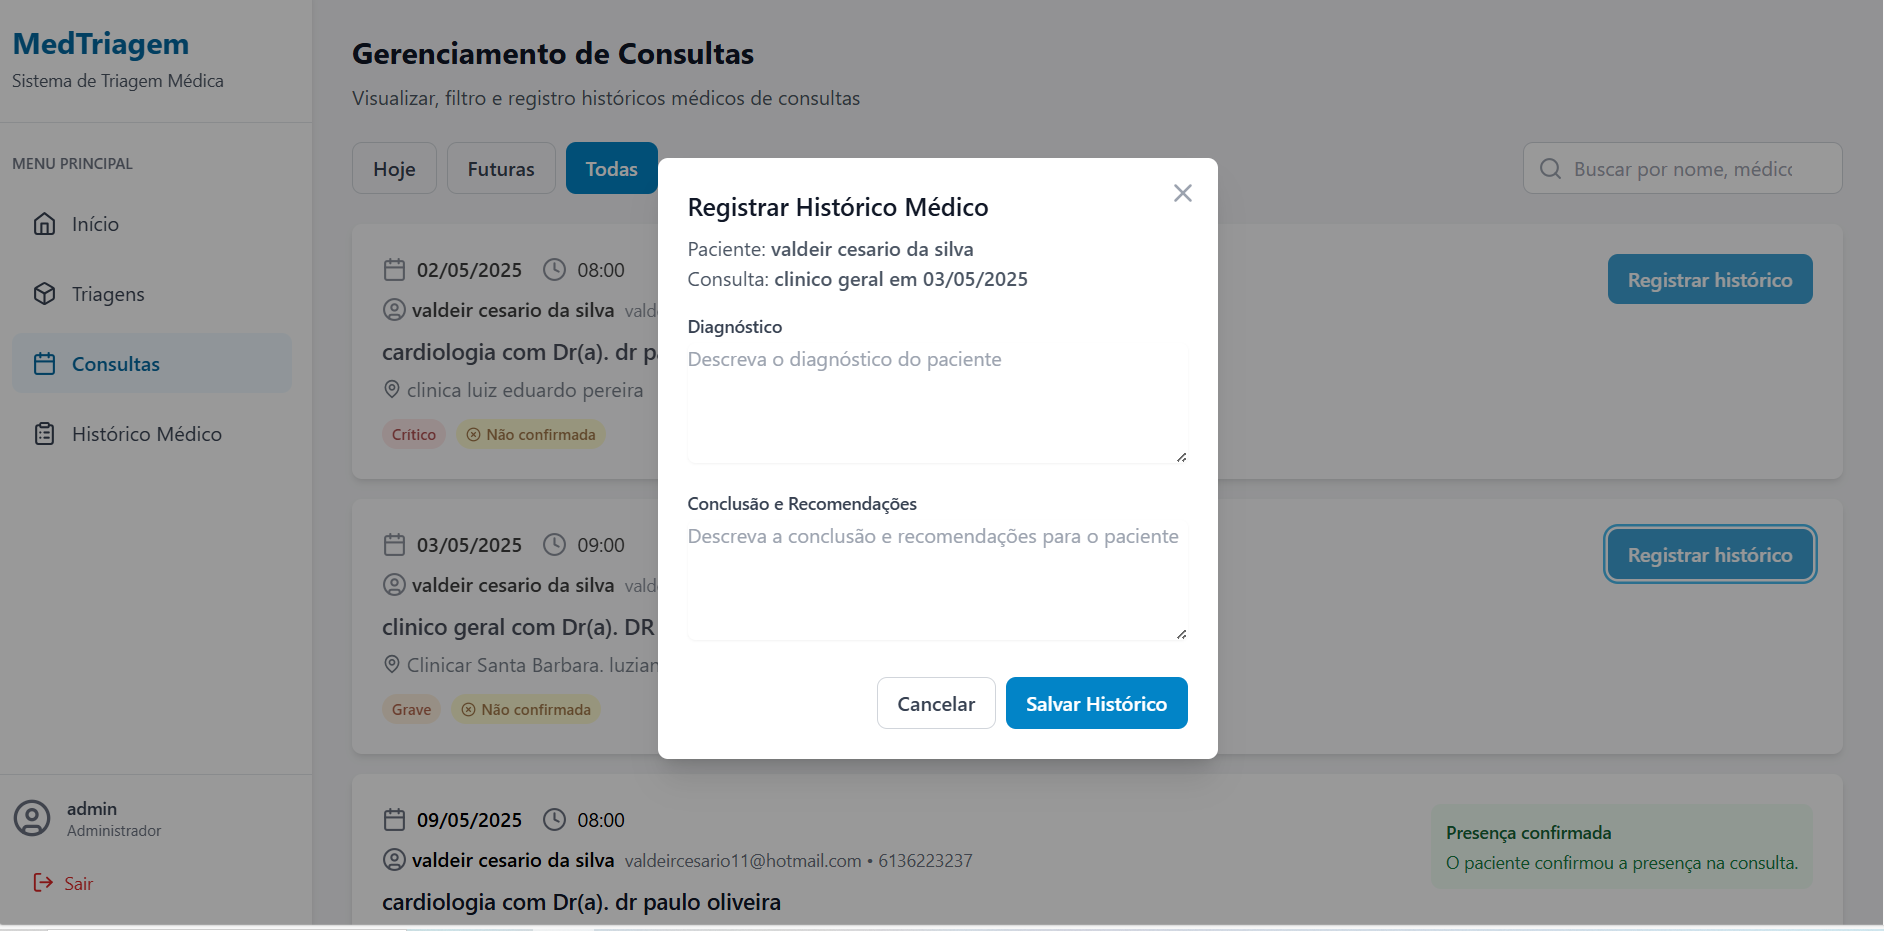 MedTriagem
Sistema de Triagem Médica
MENU PRINCIPAL
Início
Triagens
Consultas
Histórico Médico
admin
Administrador
Sair
Gerenciamento de Consultas
Visualizar, filtro e registro históricos médicos de consultas
Hoje Futuras Todas
Buscar por nome, médic
02/05/2025 08:00
valdeir cesario da silva
cardiologia com Dr(a). dr
clinica luiz eduardo pereira
Crítico Não confirmada
Registrar histórico
03/05/2025 09:00
valdeir cesario da silva
clinico geral com Dr(a). DR
Clinicar Santa Barbara. luzian
Grave Não confirmada
Registrar histórico
09/05/2025 08:00
valdeir cesario da silva valdeircesario11@hotmail.com • 6136223237
cardiologia com Dr(a). dr paulo oliveira
Presença confirmada
O paciente confirmou a presença na consulta.
Registrar Histórico Médico
Paciente: valdeir cesario da silva
Consulta: clinico geral em 03/05/2025
Diagnóstico
Descreva o diagnóstico do paciente
Conclusão e Recomendações
Descreva a conclusão e recomendações para o paciente
Cancelar Salvar Histórico